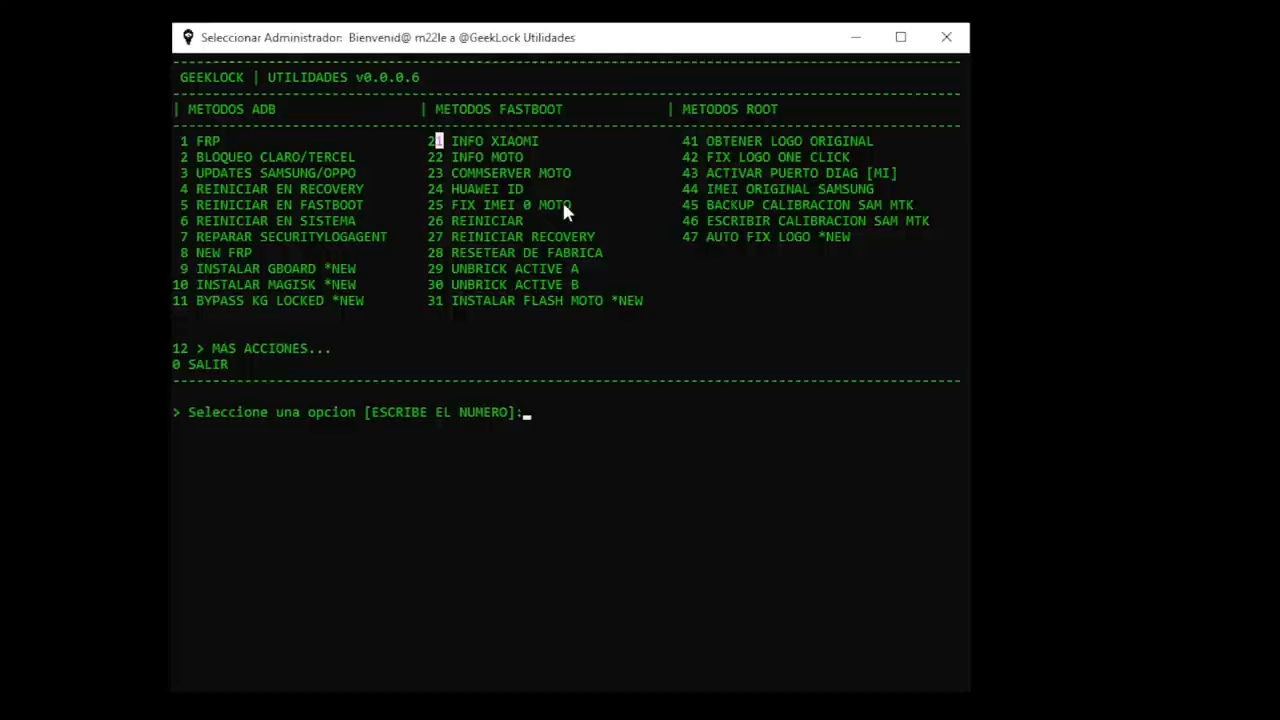 Seleccionar Administrador: Bienvenid@ m22le a @GeekLock Utilidades
GEEKLOCK | UTILIDADES v0.0.0.6
| METODOS ADB | METODOS FASTBOOT | METODOS ROOT
1 FRP 21 INFO XIAOMI 41 OBTENER LOGO ORIGINAL
2 BLOQUEO CLARO/TERCEL 22 INFO MOTO 42 FIX LOGO ONE CLICK
3 UPDATES SAMSUNG/OPPO 23 COMMSERVER MOTO 43 ACTIVAR PUERTO DIAG [MI]
4 REINICIAR EN RECOVERY 24 HUAWEI ID 44 IMEI ORIGINAL SAMSUNG
5 REINICIAR EN FASTBOOT 25 FIX IMEI 0 MOTO 45 BACKUP CALIBRACION SAM MTK
6 REINICIAR EN SISTEMA 26 REINICIAR 46 ESCRIBIR CALIBRACION SAM MTK
7 REPARAR SECURITYLOGAGENT 27 REINICIAR RECOVERY 47 AUTO FIX LOGO *NEW
8 NEW FRP 28 RESETEAR DE FABRICA
9 INSTALAR GBOARD *NEW 29 UNBRICK ACTIVE A
10 INSTALAR MAGISK *NEW 30 UNBRICK ACTIVE B
11 BYPASS KG LOCKED *NEW 31 INSTALAR FLASH MOTO *NEW
12 > MAS ACCIONES...
0 SALIR
> Seleccione una opcion [ESCRIBE EL NUMERO]: